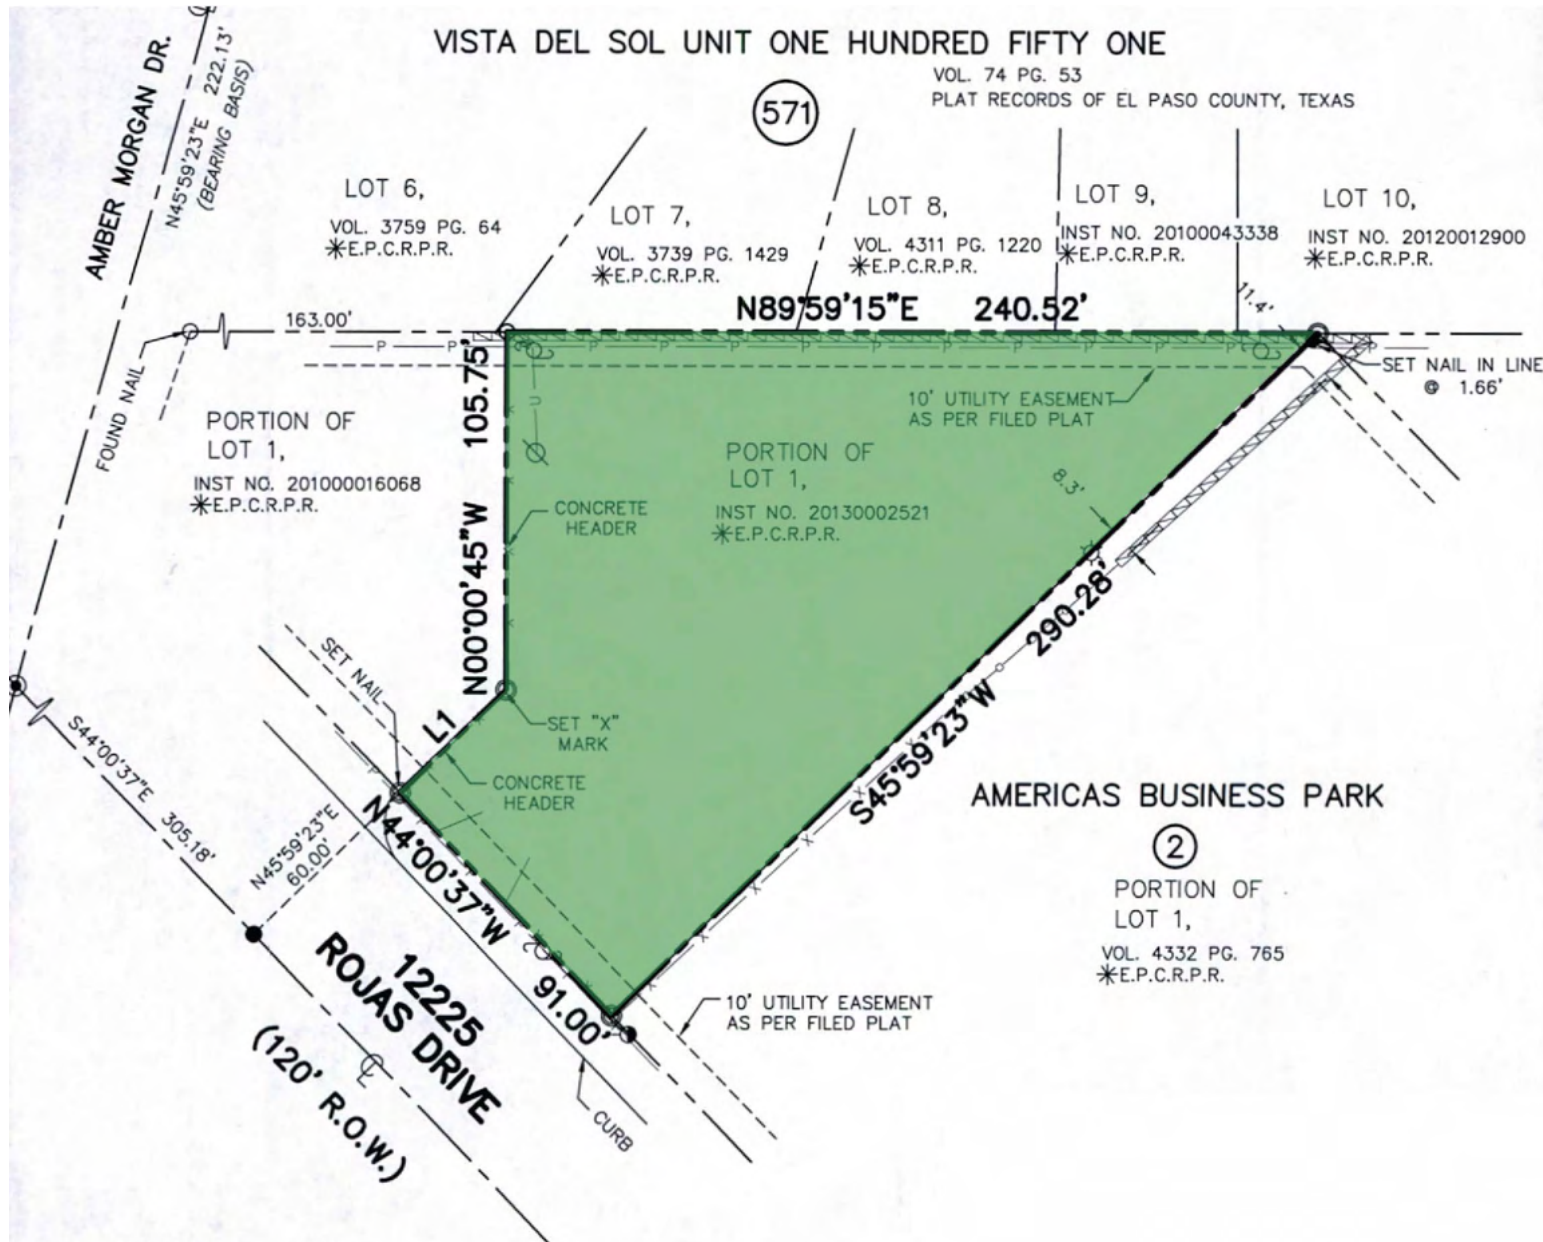 VISTA DEL SOL UNIT ONE HUNDRED FIFTY ONE
VOL. 74 PG. 53
PLAT RECORDS OF EL PASO COUNTY, TEXAS
571
AMBER MORGAN DR.
N45°59'23"E 222.13'
(BEARING BASIS)
LOT 6,
VOL. 3759 PG. 64
*E.P.C.R.P.R.
LOT 7,
VOL. 3739 PG. 1429
*E.P.C.R.P.R.
LOT 8,
VOL. 4311 PG. 1220
*E.P.C.R.P.R.
LOT 9,
INST NO. 20100043338
*E.P.C.R.P.R.
LOT 10,
INST NO. 20120012900
*E.P.C.R.P.R.
N89°59'15"E 240.52'
11.4'
163.00'
FOUND NAIL
SET NAIL IN LINE
@ 1.66'
N00°00'45"W 105.75'
10' UTILITY EASEMENT
AS PER FILED PLAT
PORTION OF
LOT 1,
INST NO. 201000016068
*E.P.C.R.P.R.
PORTION OF
LOT 1,
INST NO. 20130002521
*E.P.C.R.P.R.
8.3'
CONCRETE
HEADER
290.28'
S45°59'23"W
SET NAIL
L1
SET "X"
MARK
CONCRETE
HEADER
S44°00'37"E 305.18'
N45°59'23"E
60.00'
N44°00'37"W 91.00'
AMERICAS BUSINESS PARK
2
PORTION OF
LOT 1,
VOL. 4332 PG. 765
*E.P.C.R.P.R.
10' UTILITY EASEMENT
AS PER FILED PLAT
12225
ROJAS DRIVE
(120' R.O.W.)
CURB